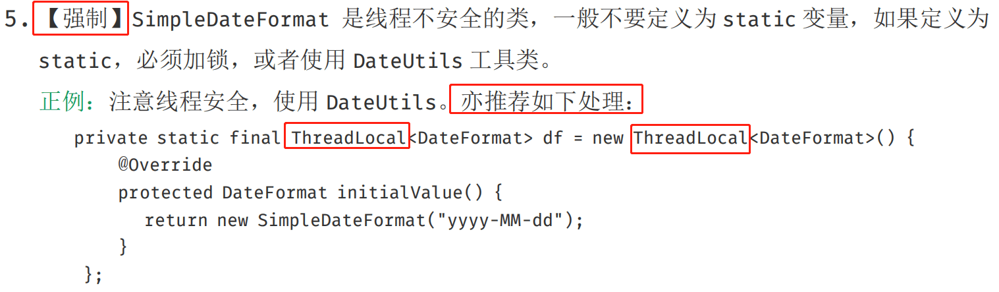 5.【强制】SimpleDateFormat 是线程不安全的类，一般不要定义为 static 变量，如果定义为
static，必须加锁，或者使用 DateUtils 工具类。
正例：注意线程安全，使用 DateUtils。亦推荐如下处理：
private static final ThreadLocal<DateFormat> df = new ThreadLocal<DateFormat>() {
@Override
protected DateFormat initialValue() {
return new SimpleDateFormat("yyyy-MM-dd");
}
};